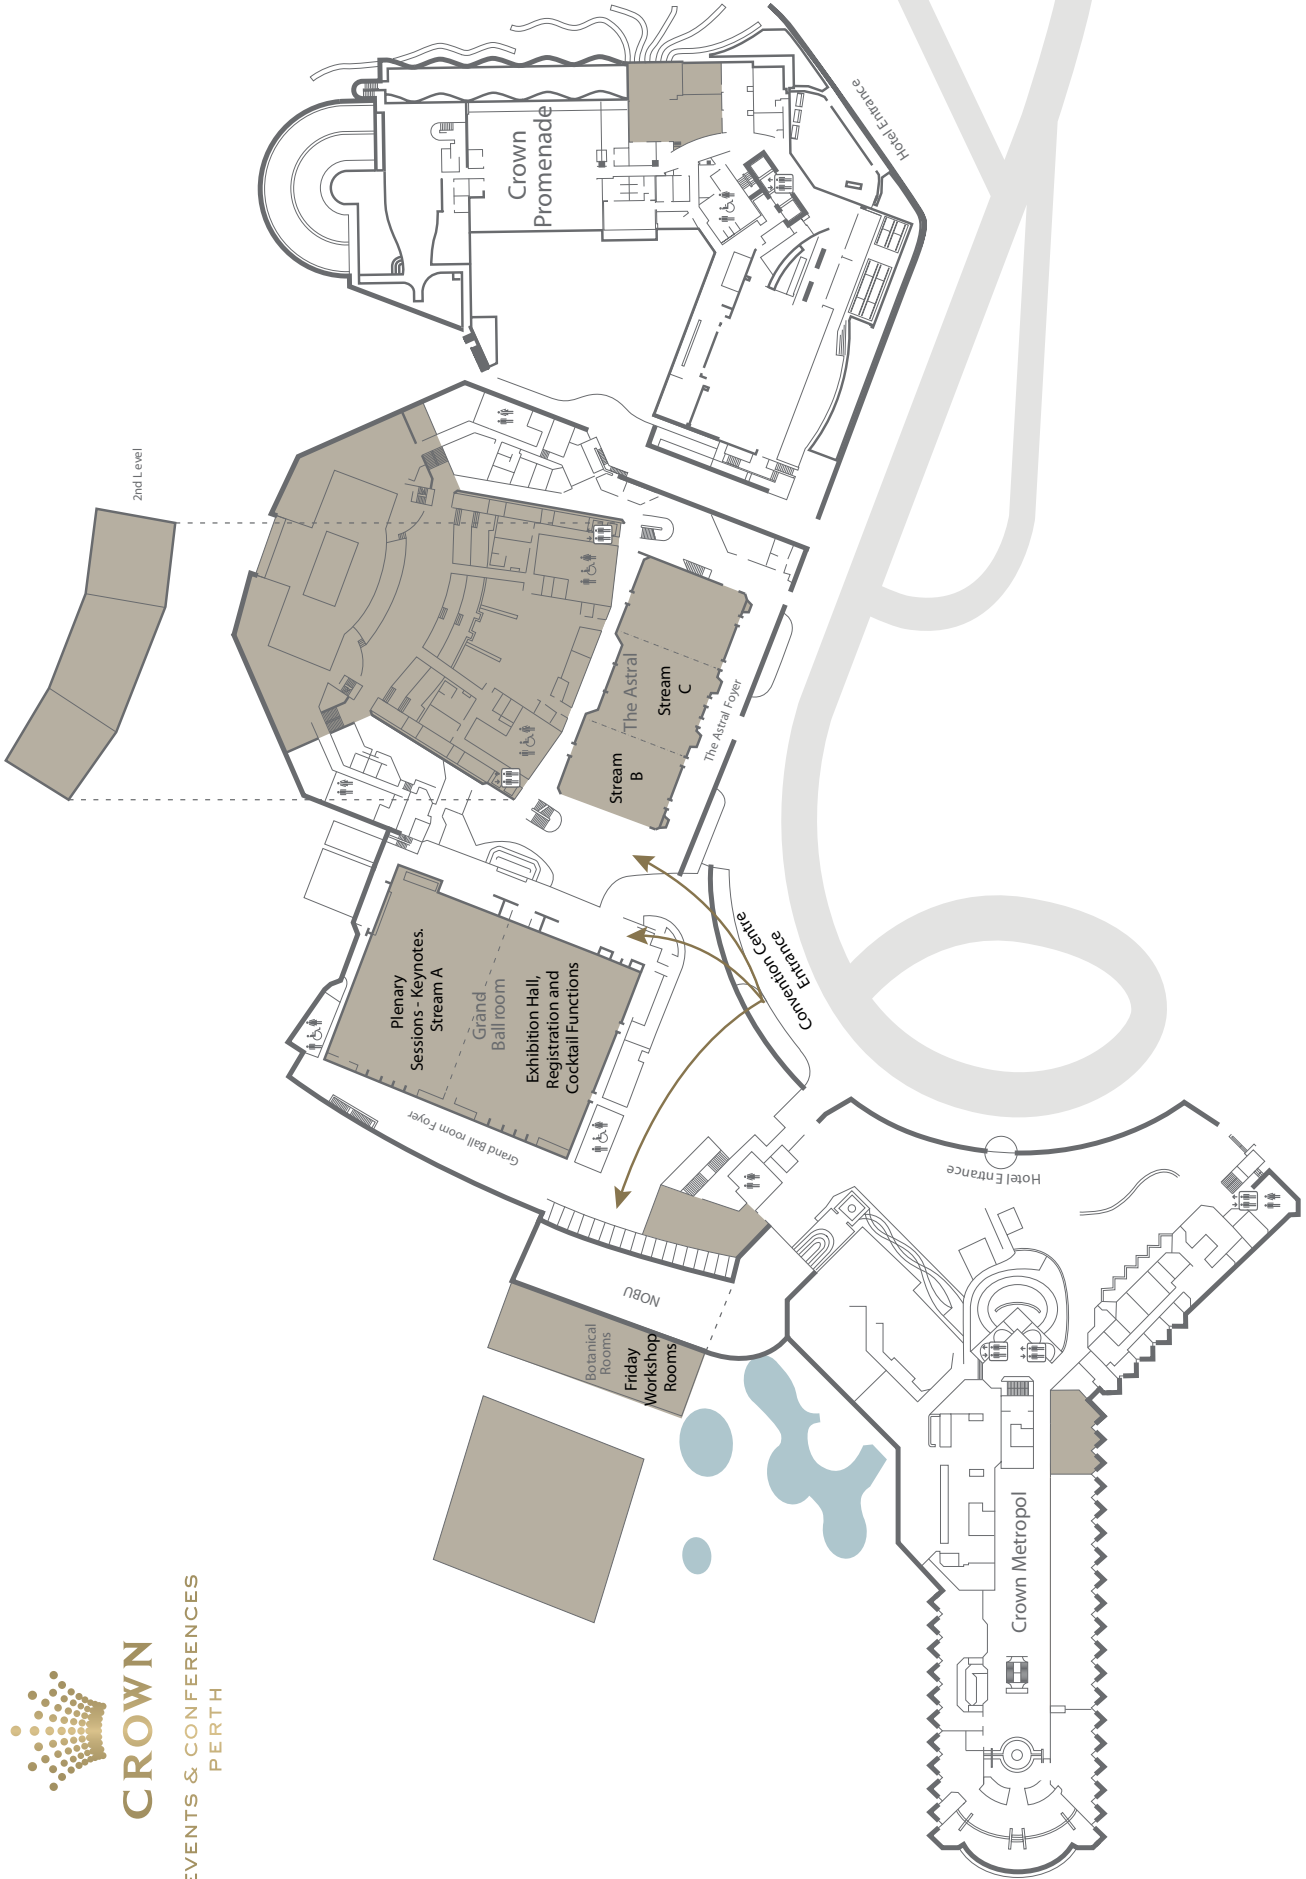 CROWN
EVENTS & CONFERENCES
PERTH
2nd Level
Crown
Promenade
Hotel Entrance
The Astral
Stream
B
Stream
C
The Astral Foyer
Plenary
Sessions - Keynotes.
Stream A
Grand
Ball room
Exhibition Hall,
Registration and
Cocktail Functions
Grand Ball room Foyer
Convention Centre
Entrance
NOBU
Botanical
Rooms
Friday
Workshop
Rooms
Hotel Entrance
Crown Metropol